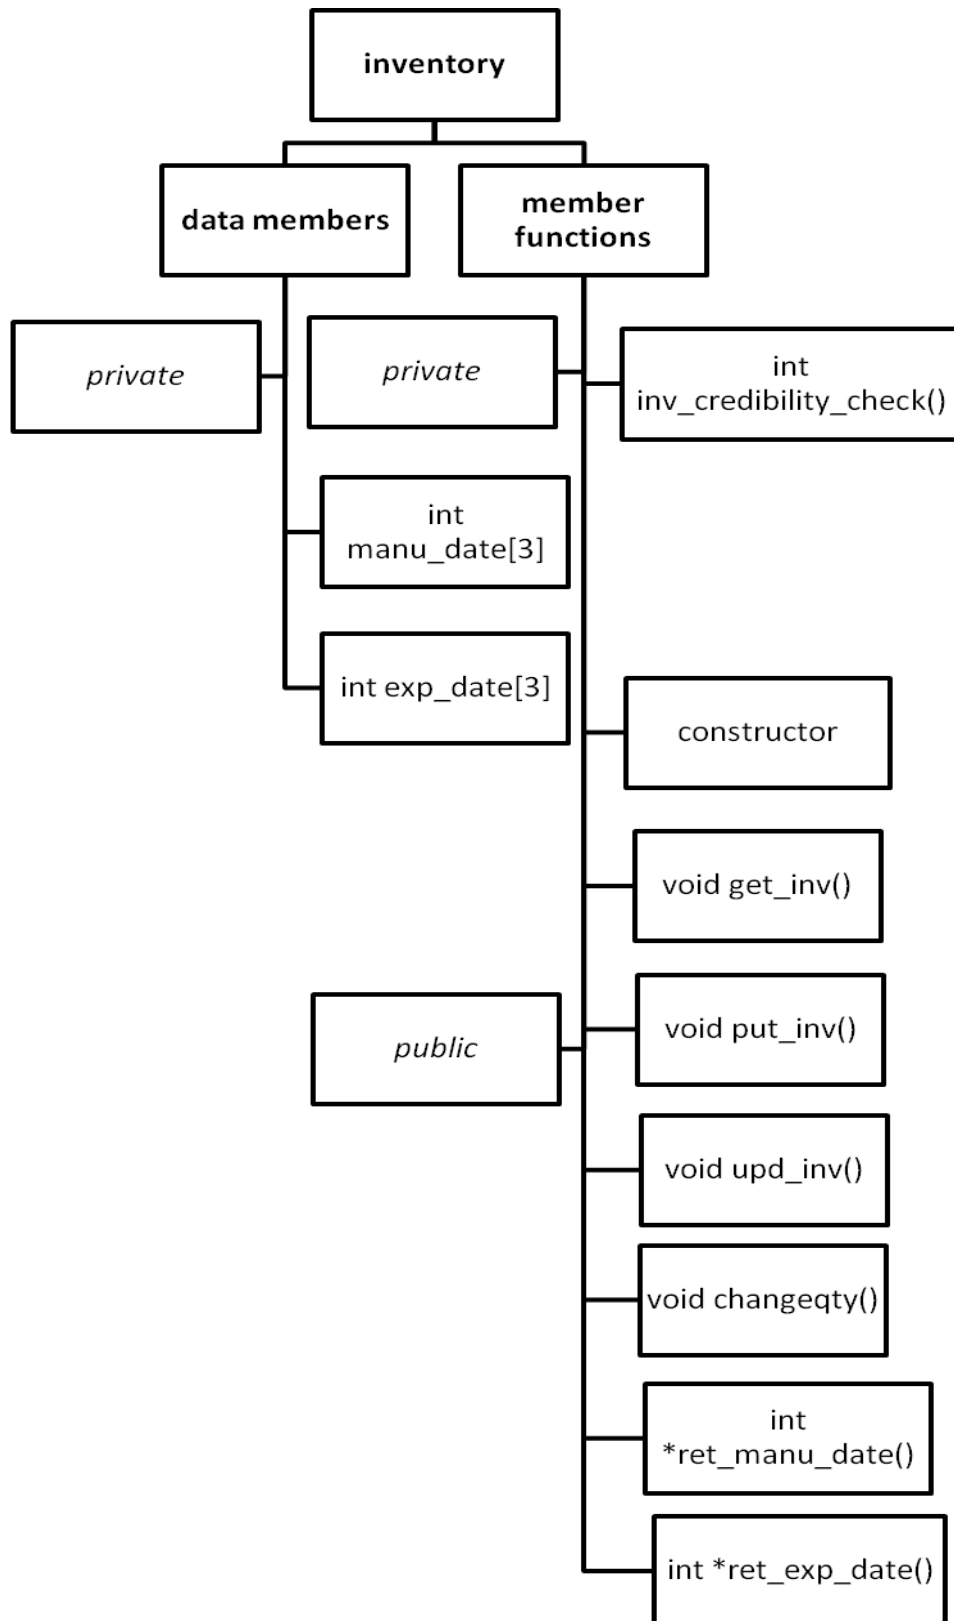 inventory
data members
member
functions
private
private
int
inv_credibility_check()
int
manu_date[3]
int exp_date[3]
constructor
void get_inv()
void put_inv()
public
void upd_inv()
void changeqty()
int
*ret_manu_date()
int *ret_exp_date()